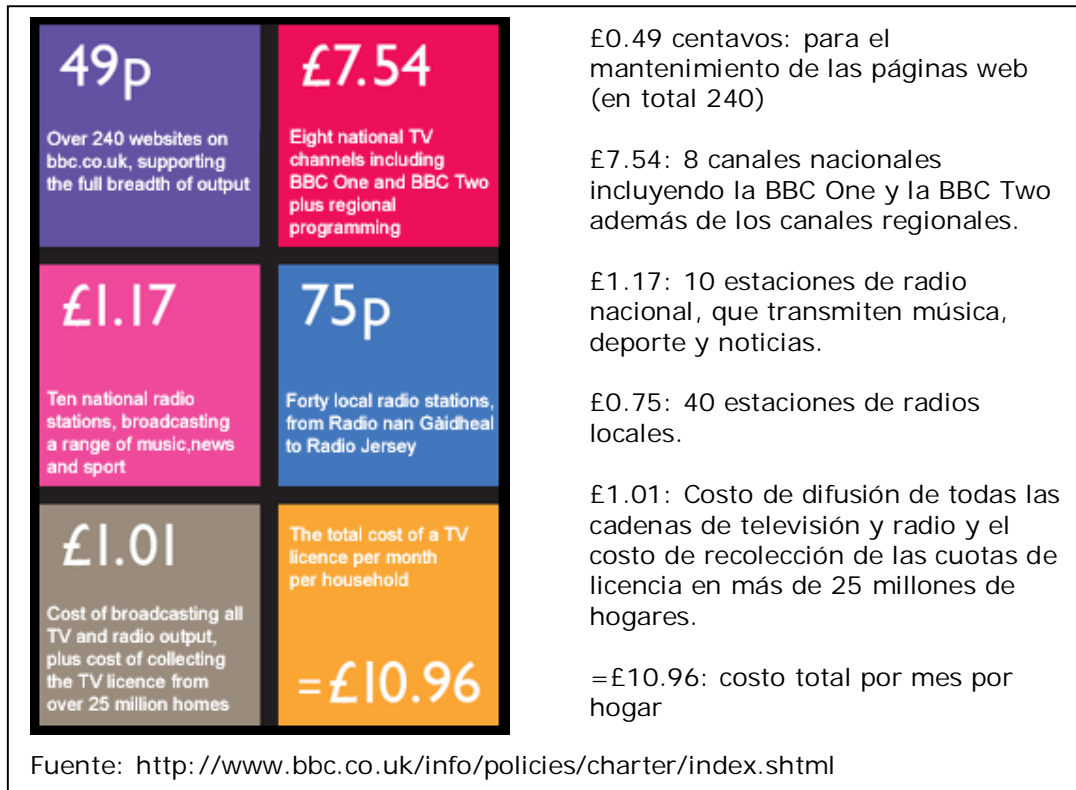 49p
Over 240 websites on
bbc.co.uk, supporting
the full breadth of output
£7.54
Eight national TV
channels including
BBC One and BBC Two
plus regional
programming
£1.17
Ten national radio
stations, broadcasting
a range of music,news
and sport
75p
Forty local radio stations,
from Radio nan Gàidheal
to Radio Jersey
£1.01
Cost of broadcasting all
TV and radio output,
plus cost of collecting
the TV licence from
over 25 million homes
The total cost of a TV
licence per month
per household
=£10.96
£0.49 centavos: para el
mantenimiento de las páginas web
(en total 240)
£7.54: 8 canales nacionales
incluyendo la BBC One y la BBC Two
además de los canales regionales.
£1.17: 10 estaciones de radio
nacional, que transmiten música,
deporte y noticias.
£0.75: 40 estaciones de radios
locales.
£1.01: Costo de difusión de todas las
cadenas de televisión y radio y el
costo de recolección de las cuotas de
licencia en más de 25 millones de
hogares.
=£10.96: costo total por mes por
hogar
Fuente: http://www.bbc.co.uk/info/policies/charter/index.shtml